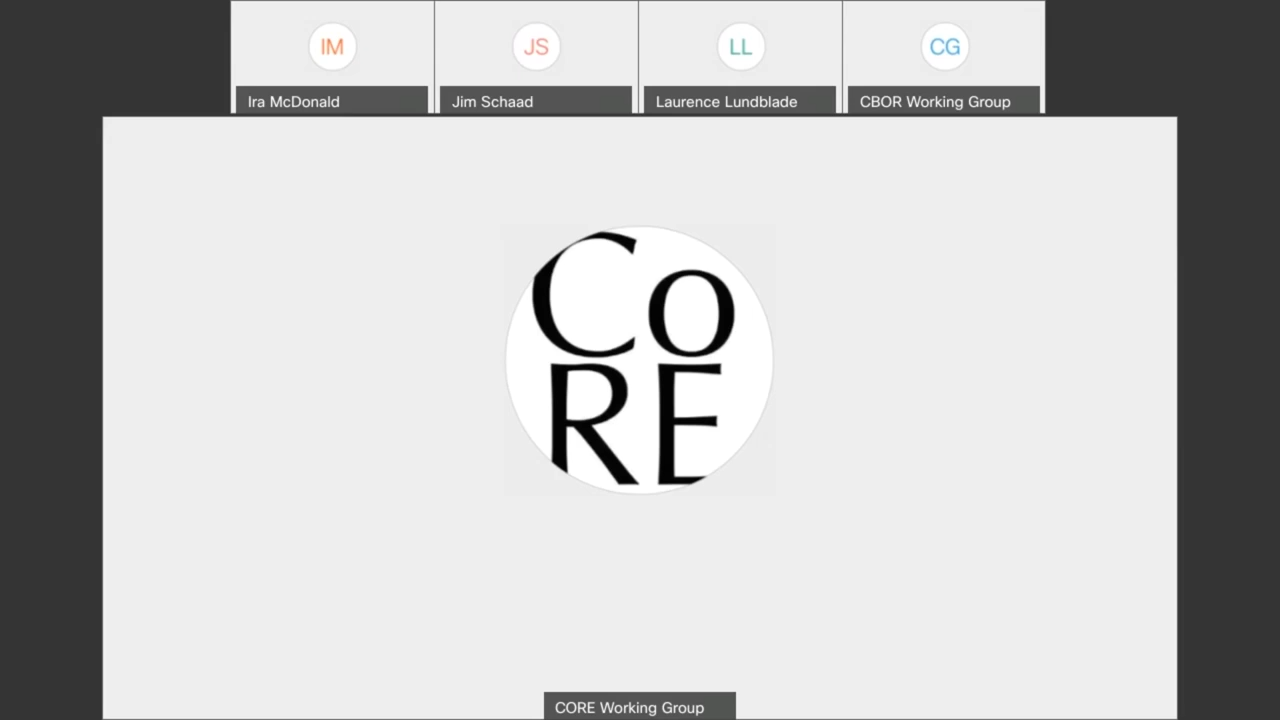 IM
JS
LL
CG
Ira McDonald
Jim Schaad
Laurence Lundblade
CBOR Working Group
Co
RE
CORE Working Group